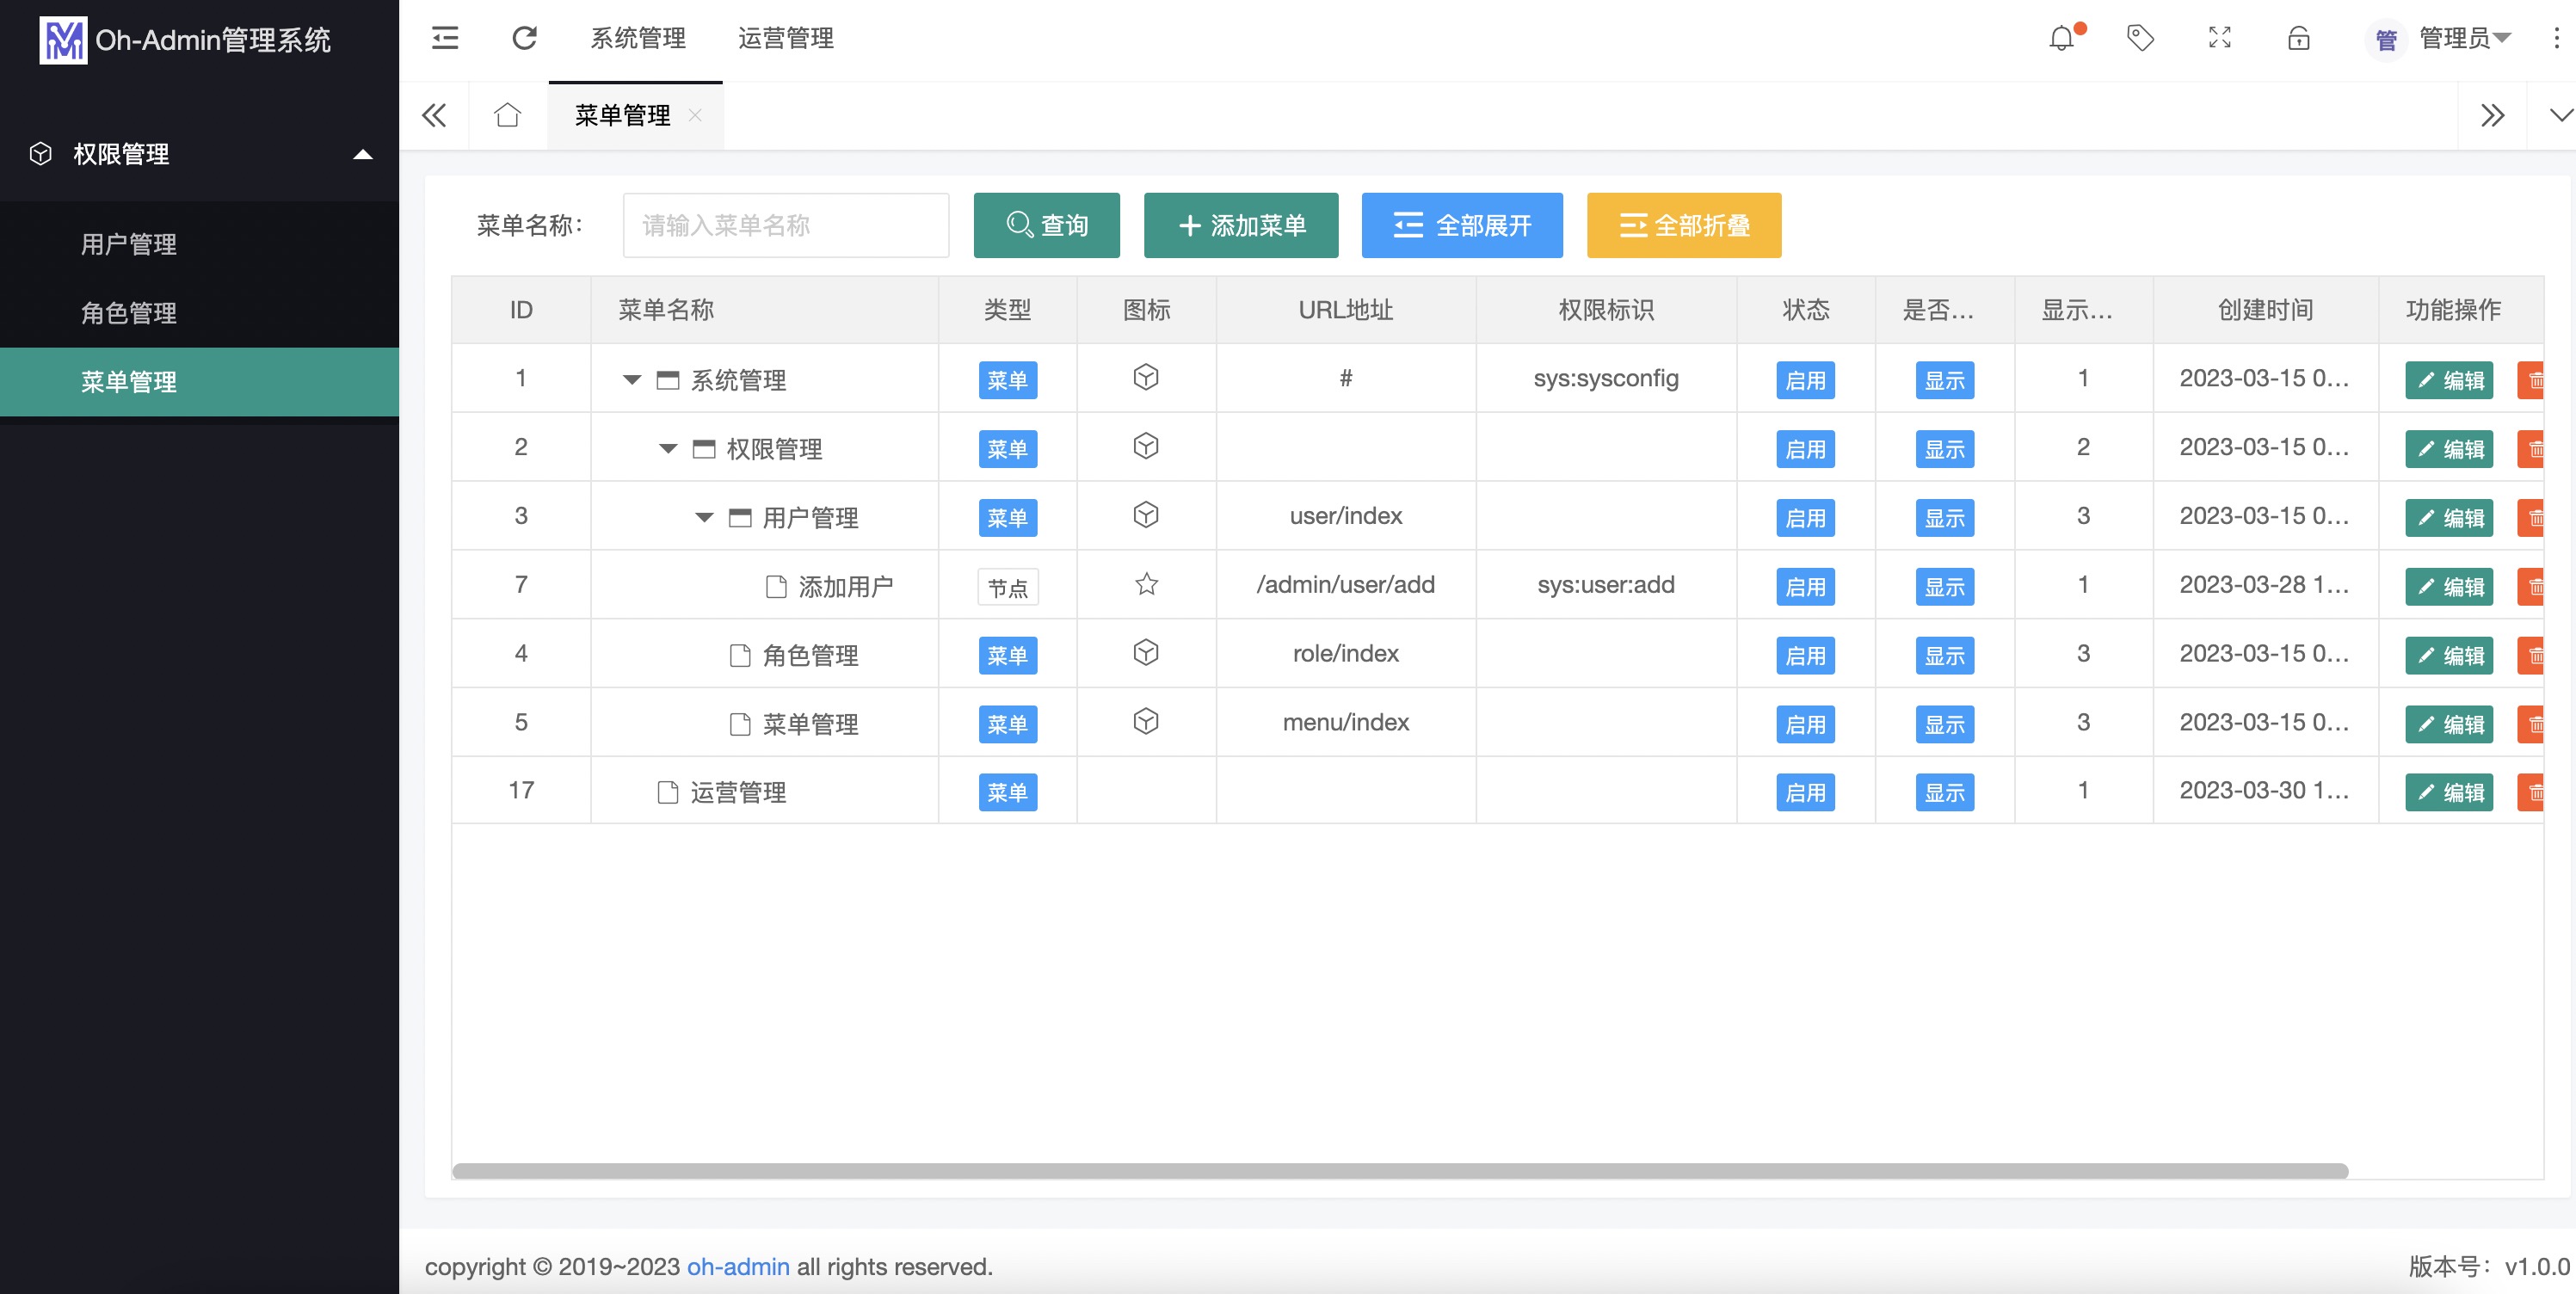 Oh-Admin管理系统
系统管理 运营管理 管 管理员
菜单管理
权限管理
用户管理
角色管理
菜单管理
菜单名称： 请输入菜单名称 查询 添加菜单 全部展开 全部折叠
ID 菜单名称 类型 图标 URL地址 权限标识 状态 是否... 显示... 创建时间 功能操作
1 系统管理 菜单 # sys:sysconfig 启用 显示 1 2023-03-15 0... 编辑
2 权限管理 菜单 启用 显示 2 2023-03-15 0... 编辑
3 用户管理 菜单 user/index 启用 显示 3 2023-03-15 0... 编辑
7 添加用户 节点 /admin/user/add sys:user:add 启用 显示 1 2023-03-28 1... 编辑
4 角色管理 菜单 role/index 启用 显示 3 2023-03-15 0... 编辑
5 菜单管理 菜单 menu/index 启用 显示 3 2023-03-15 0... 编辑
17 运营管理 菜单 启用 显示 1 2023-03-30 1... 编辑
copyright © 2019~2023 oh-admin all rights reserved.
版本号：v1.0.0